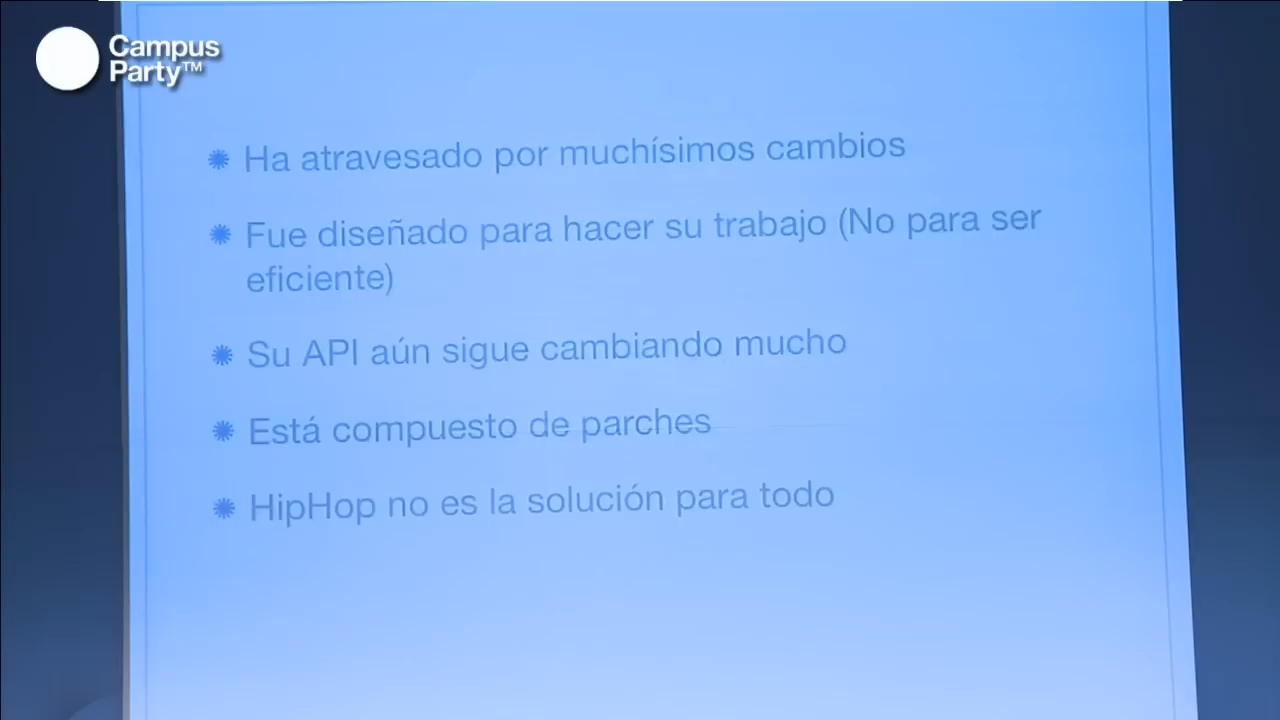 Campus
Party™
Ha atravesado por muchísimos cambios
Fue diseñado para hacer su trabajo (No para ser
eficiente)
Su API aún sigue cambiando mucho
Está compuesto de parches
HipHop no es la solución para todo